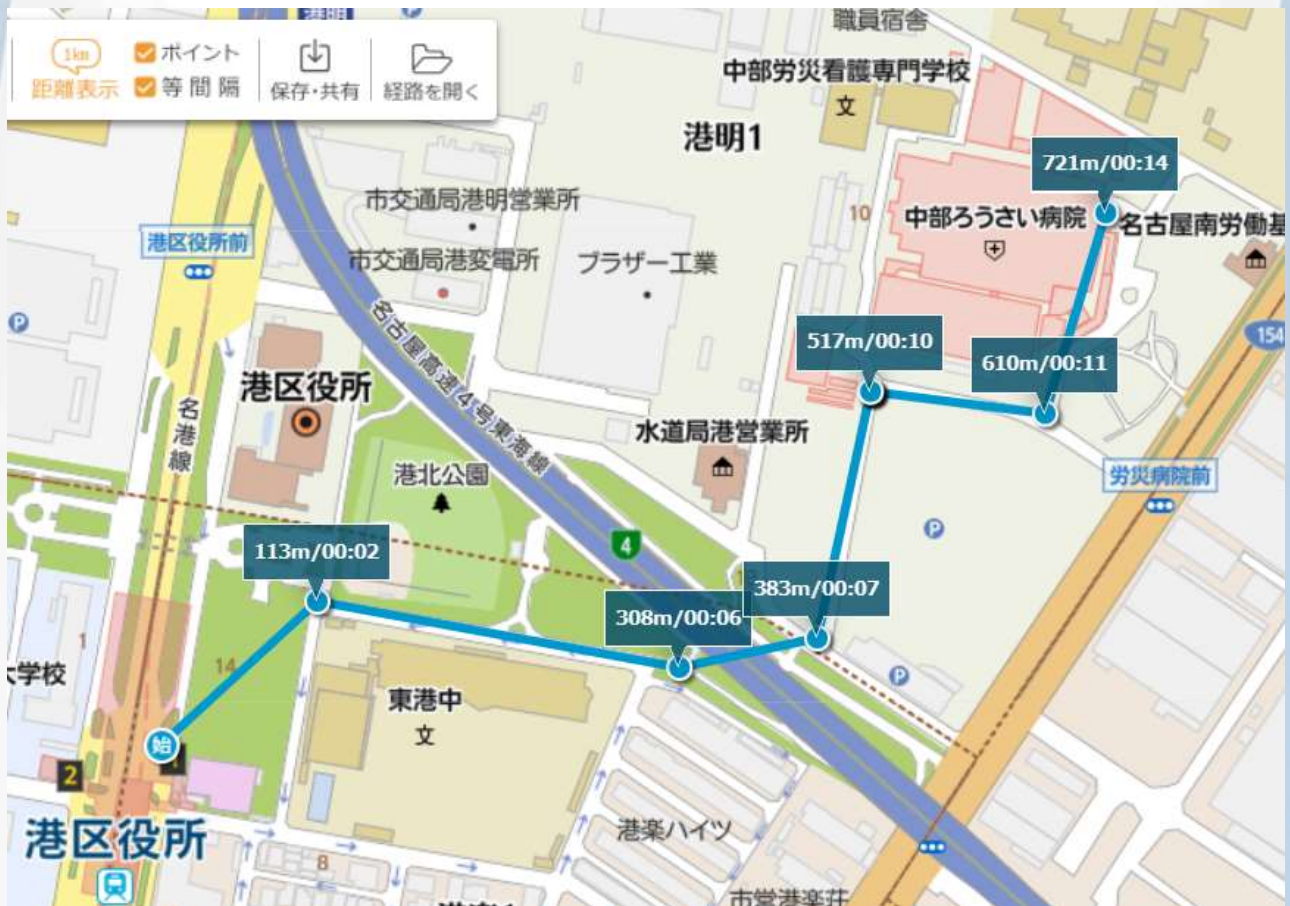 港明
1km
距離表示
ポイント
等間隔
保存・共有
経路を開く
職員宿舎
中部労災看護専門学校
文
港明1
721m/00:14
市交通局港明営業所
10
中部ろうさい病院
名古屋南労働基
港区役所前
市交通局港変電所
ブラザー工業
P
名古屋高速4号東海線
154
517m/00:10
610m/00:11
港区役所
名港線
水道局港営業所
港北公園
労災病院前
P
4
113m/00:02
383m/00:07
308m/00:06
1
14
大学校
P
東港中
文
始
1
2
港区役所
港楽ハイツ
8
市営港楽荘